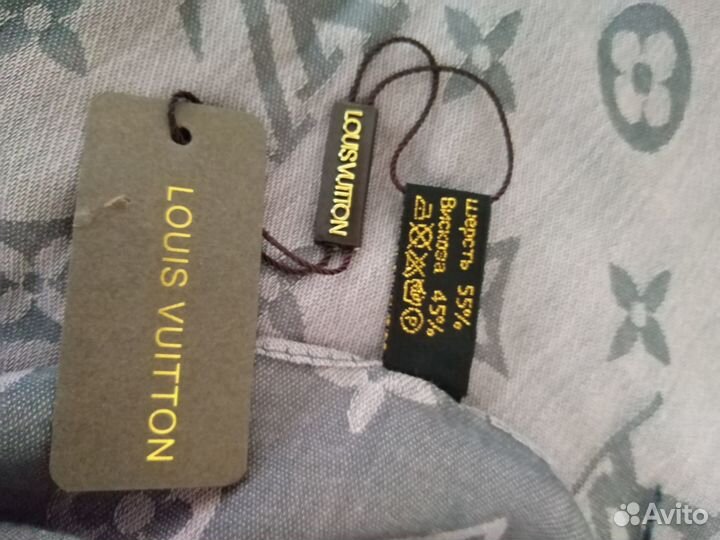 LOUIS VUITTON
LOUIS VUITTON
Шерсть 55%
Вискоза 45%
P
Avito